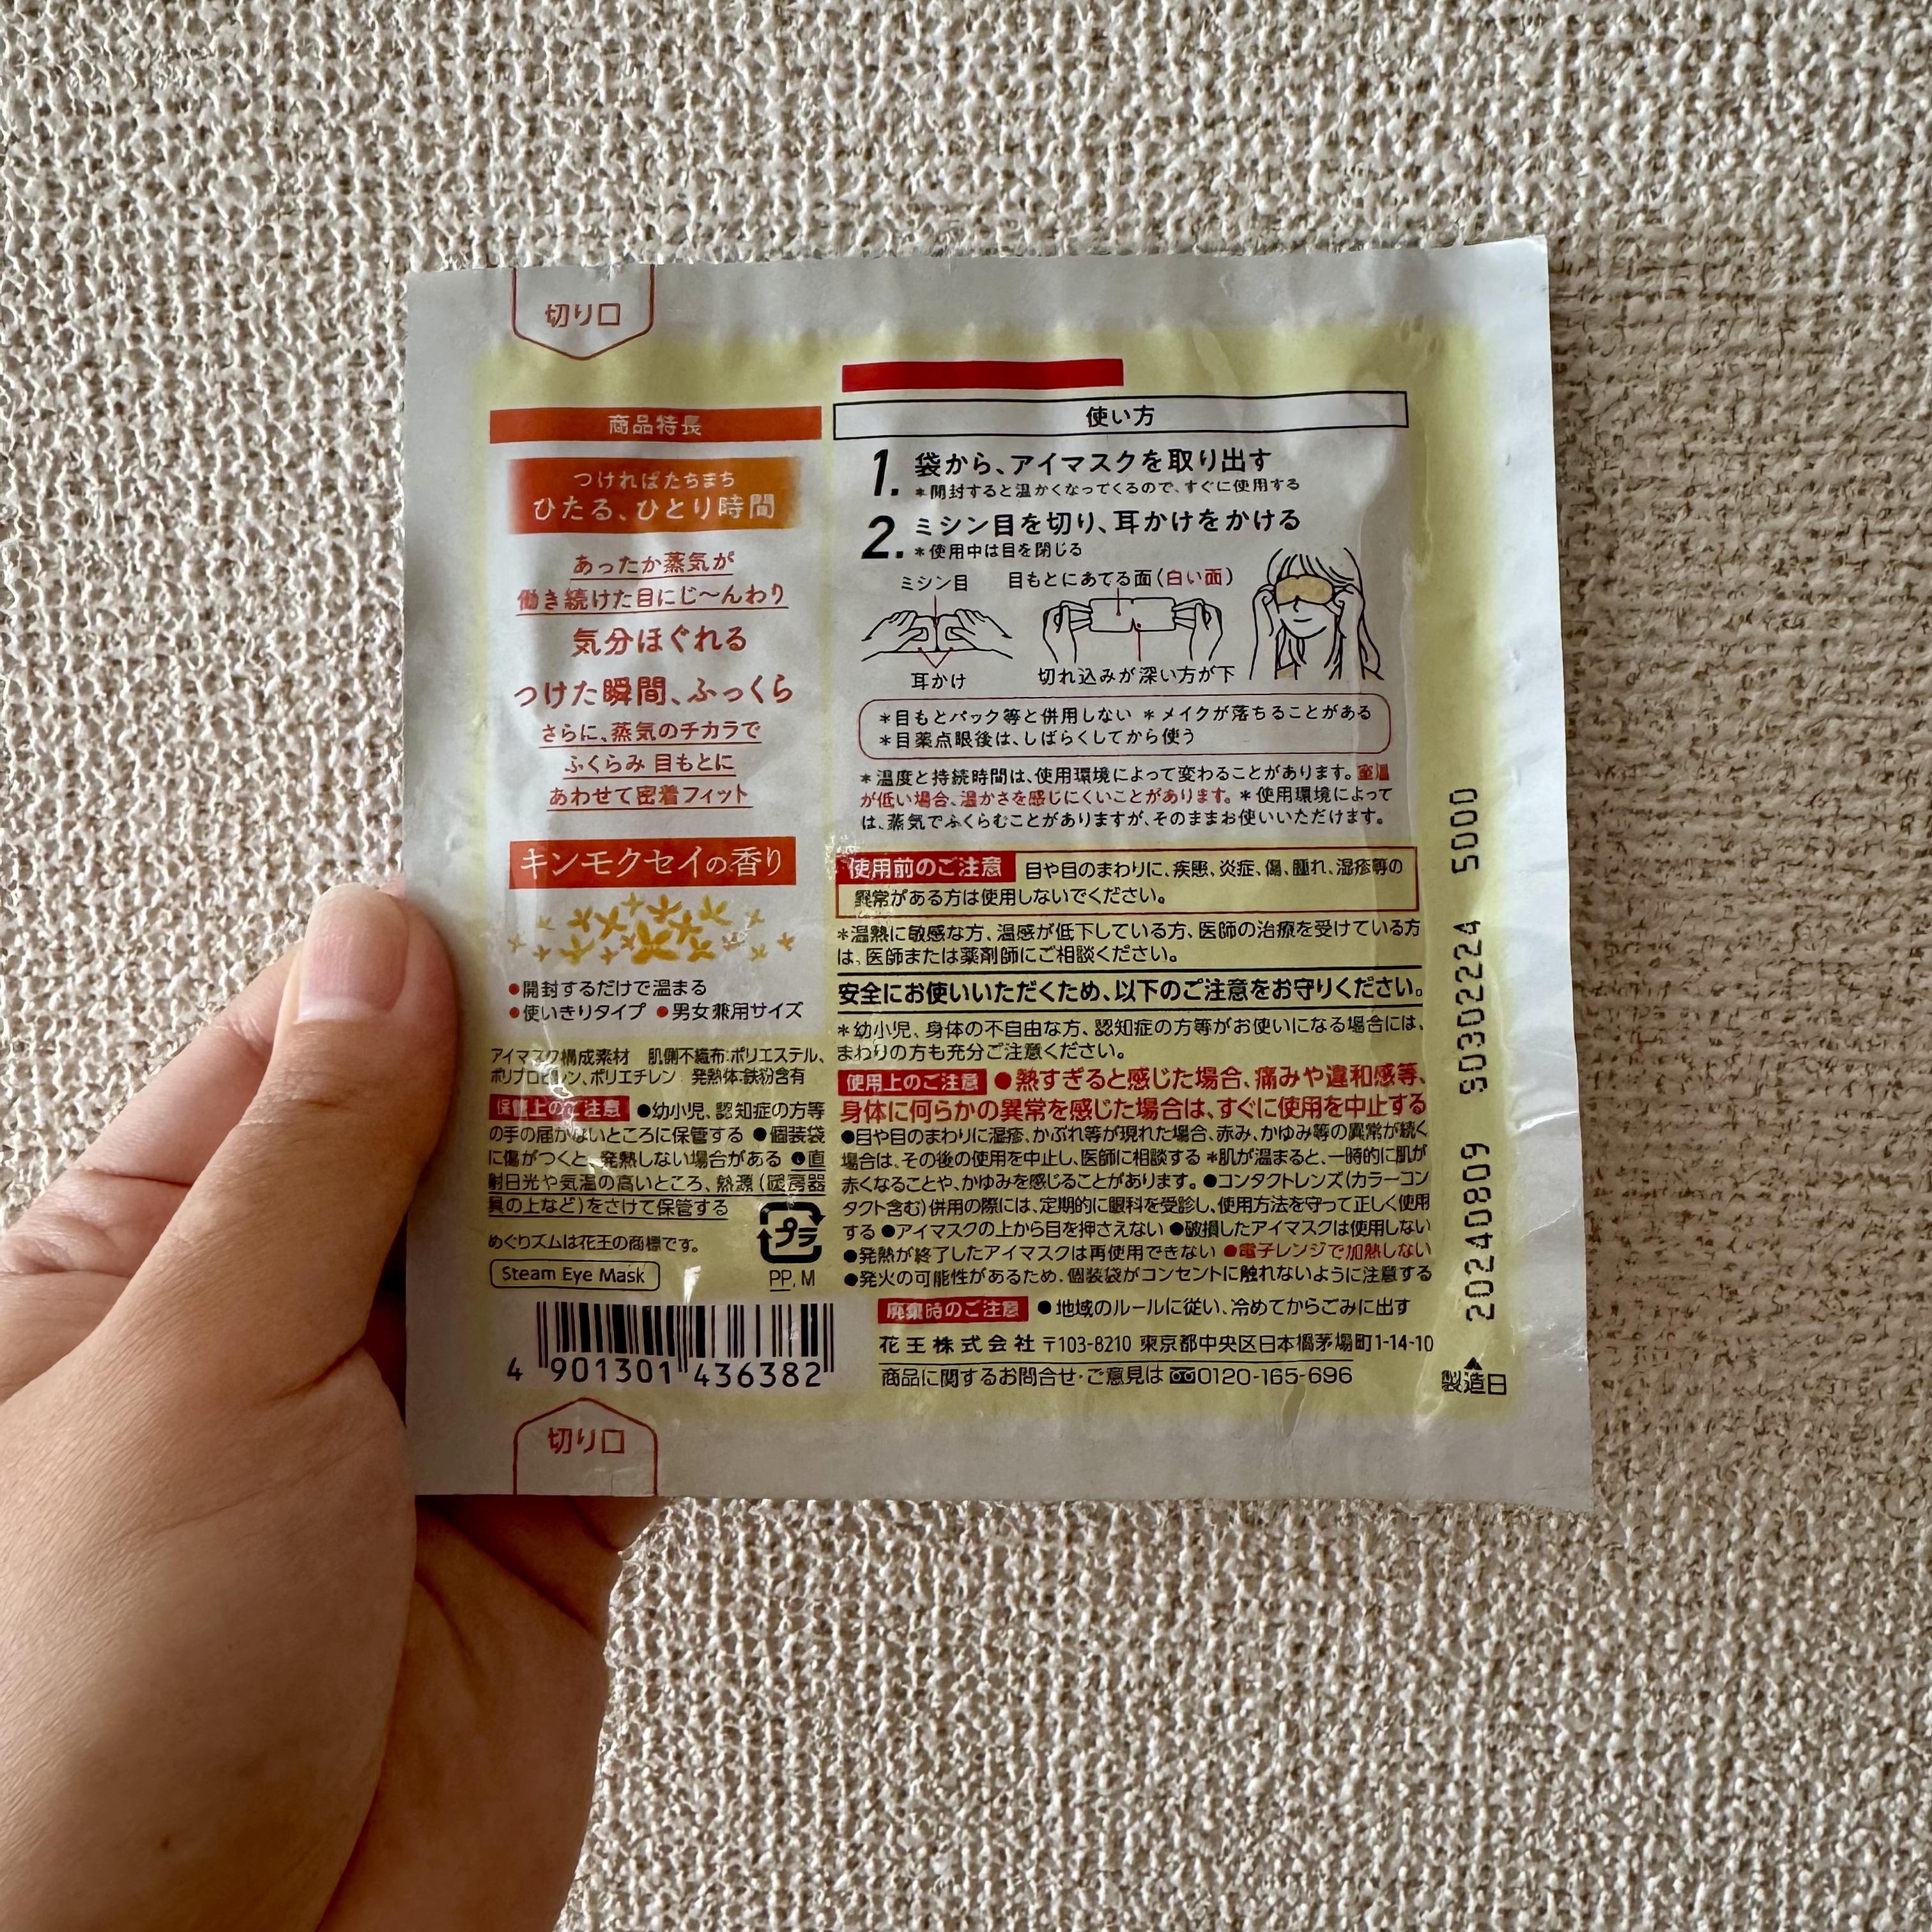 切り口
商品特長
つければたちまち
ひたる、ひとり時間
あったか蒸気が
働き続けた目にじ〜んわり
気分ほぐれる
つけた瞬間、ふっくら
さらに、蒸気のチカラで
ふくらみ 目もとに
あわせて密着フィット
キンモクセイの香り
●開封するだけで温まる
●使いきりタイプ ●男女兼用サイズ
アイマスク構成素材 肌側不織布:ポリエステル、
ポリプロピレン、ポリエチレン 発熱体:鉄粉含有
保管上のご注意 ●幼小児、認知症の方等
の手の届かないところに保管する ●個装袋
に傷がつくと、発熱しない場合がある ●直
射日光や気温の高いところ、熱源(暖房器
具の上など)をさけて保管する
めぐりズムは花王の商標です。
Steam Eye Mask
プラ
PP, M
4 901301 436382
切り口
使い方
1. 袋から、アイマスクを取り出す
*開封すると温かくなってくるので、すぐに使用する
2. ミシン目を切り、耳かけをかける
*使用中は目を閉じる
ミシン目 目もとにあてる面(白い面)
耳かけ 切れ込みが深い方が下
*目もとパック等と併用しない *メイクが落ちることがある
*目薬点眼後は、しばらくしてから使う
*温度と持続時間は、使用環境によって変わることがあります。室温
が低い場合、温かさを感じにくいことがあります。*使用環境によって
は、蒸気でふくらむことがありますが、そのままお使いいただけます。
使用前のご注意 目や目のまわりに、疾患、炎症、傷、腫れ、湿疹等の
異常がある方は使用しないでください。
*温熱に敏感な方、温感が低下している方、医師の治療を受けている方
は、医師または薬剤師にご相談ください。
安全にお使いいただくため、以下のご注意をお守りください。
*幼小児、身体の不自由な方、認知症の方等がお使いになる場合には、
まわりの方も充分ご注意ください。
使用上のご注意 ●熱すぎると感じた場合、痛みや違和感等、
身体に何らかの異常を感じた場合は、すぐに使用を中止する
●目や目のまわりに湿疹、かぶれ等が現れた場合、赤み、かゆみ等の異常が続く
場合は、その後の使用を中止し、医師に相談する *肌が温まると、一時的に肌が
赤くなることや、かゆみを感じることがあります。●コンタクトレンズ(カラーコン
タクト含む)併用の際には、定期的に眼科を受診し、使用方法を守って正しく使用
する ●アイマスクの上から目を押さえない ●破損したアイマスクは使用しない
●発熱が終了したアイマスクは再使用できない ●電子レンジで加熱しない
●発火の可能性があるため、個装袋がコンセントに触れないように注意する
廃棄時のご注意 ●地域のルールに従い、冷めてからごみに出す
花王株式会社 〒103-8210 東京都中央区日本橋茅場町1-14-10
商品に関するお問合せ・ご意見は 0120-165-696
20240809 S0302224 5000
▲
製造日